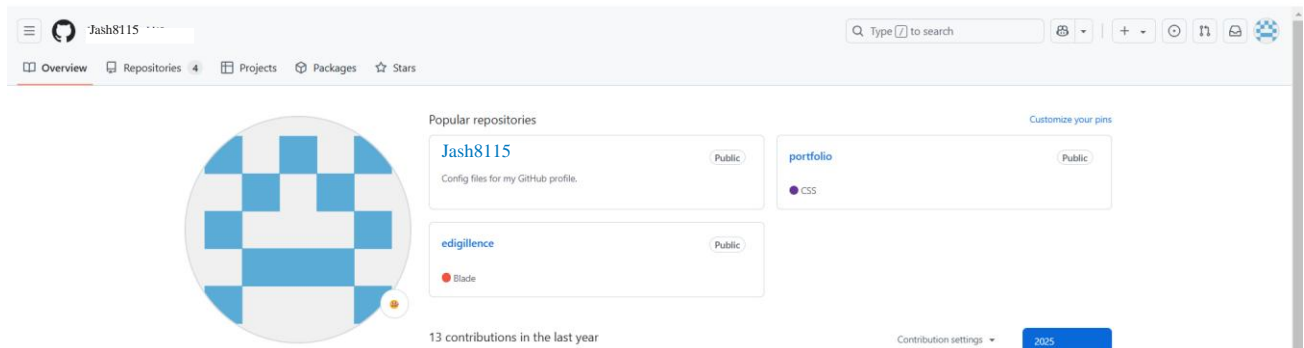 Jash8115
Type / to search
Overview Repositories 4 Projects Packages Stars
Popular repositories
Customize your pins
Jash8115
Public
Config files for my GitHub profile.
portfolio
Public
CSS
edigillence
Public
Blade
13 contributions in the last year
Contribution settings
2025